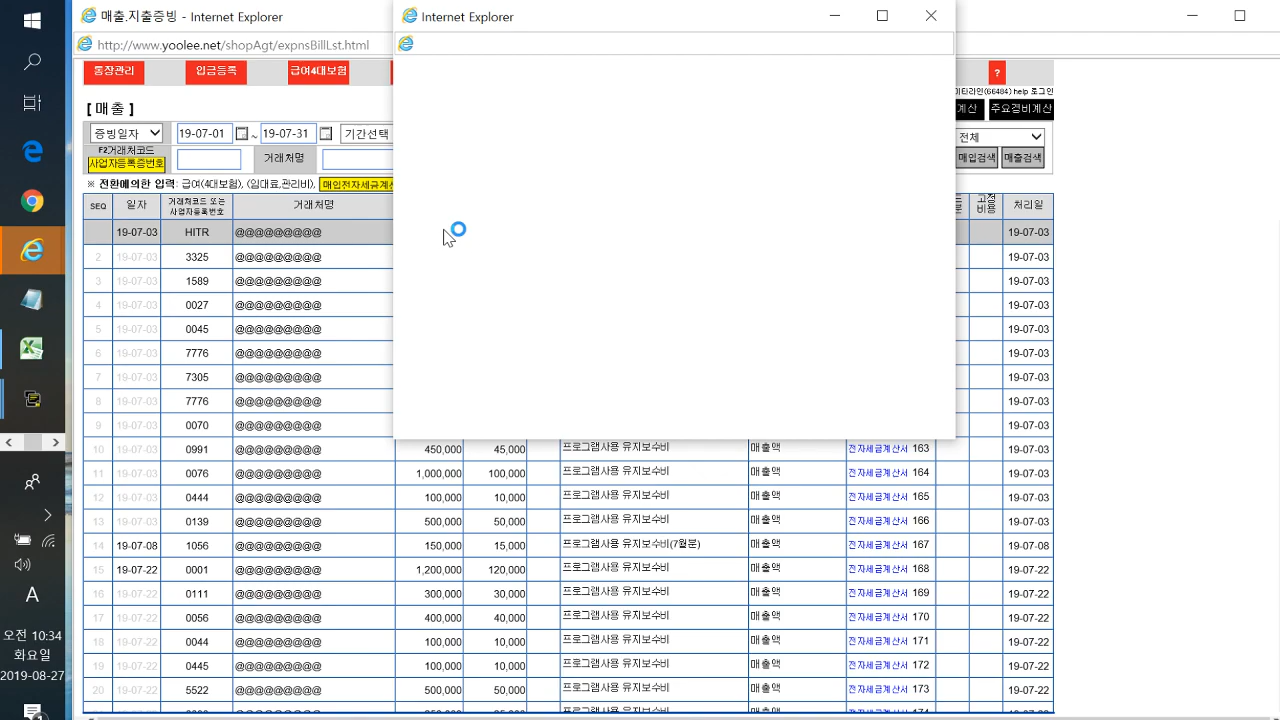 매출.지출증빙 - Internet Explorer
Internet Explorer
http://www.yoolee.net/shopAgt/expnsBillLst.html
통장관리 입금등록 급여4대보험 ?
(66484) help 로그인
[ 매출 ] 계산 주요경비계산
증빙일자 19-07-01 ~ 19-07-31 기간선택 전체
F2거래처코드
사업자등록증번호 거래처명 매입검색 매출검색
※ 전환에의한 입력: 급여(4대보험), (임대료,관리비), 매입전자세금계산
SEQ 일자 거래처코드 또는 사업자등록번호 거래처명 고정비용 처리일
19-07-03 HITR @@@@@@@@@ 19-07-03
2 19-07-03 3325 @@@@@@@@@ 19-07-03
3 19-07-03 1589 @@@@@@@@@ 19-07-03
4 19-07-03 0027 @@@@@@@@@ 19-07-03
5 19-07-03 0045 @@@@@@@@@ 19-07-03
6 19-07-03 7776 @@@@@@@@@ 19-07-03
7 19-07-03 7305 @@@@@@@@@ 19-07-03
8 19-07-03 7776 @@@@@@@@@ 19-07-03
9 19-07-03 0070 @@@@@@@@@ 19-07-03
10 19-07-03 0991 @@@@@@@@@ 450,000 45,000 프로그램사용 유지보수비 매출액 전자세금계산서 163 19-07-03
11 19-07-03 0076 @@@@@@@@@ 1,000,000 100,000 프로그램사용 유지보수비 매출액 전자세금계산서 164 19-07-03
12 19-07-03 0444 @@@@@@@@@ 100,000 10,000 프로그램사용 유지보수비 매출액 전자세금계산서 165 19-07-03
13 19-07-03 0139 @@@@@@@@@ 500,000 50,000 프로그램사용 유지보수비 매출액 전자세금계산서 166 19-07-03
14 19-07-08 1056 @@@@@@@@@ 150,000 15,000 프로그램사용 유지보수비(7월분) 매출액 전자세금계산서 167 19-07-08
15 19-07-22 0001 @@@@@@@@@ 1,200,000 120,000 프로그램사용 유지보수비 매출액 전자세금계산서 168 19-07-22
16 19-07-22 0111 @@@@@@@@@ 300,000 30,000 프로그램사용 유지보수비 매출액 전자세금계산서 169 19-07-22
17 19-07-22 0056 @@@@@@@@@ 400,000 40,000 프로그램사용 유지보수비 매출액 전자세금계산서 170 19-07-22
18 19-07-22 0044 @@@@@@@@@ 100,000 10,000 프로그램사용 유지보수비 매출액 전자세금계산서 171 19-07-22
19 19-07-22 0445 @@@@@@@@@ 100,000 10,000 프로그램사용 유지보수비 매출액 전자세금계산서 172 19-07-22
20 19-07-22 5522 @@@@@@@@@ 500,000 50,000 프로그램사용 유지보수비 매출액 전자세금계산서 173 19-07-22
A
오전 10:34
화요일
2019-08-27